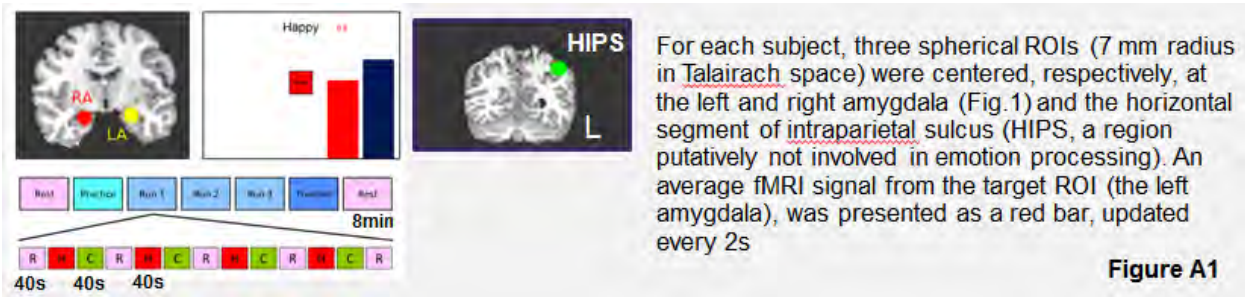 RA
LA
Happy
HIPS
L
Rest Practice Run 1 Run 2 Run 3 Transfer Rest
8min
R H C R H C R H C R H C R
40s 40s 40s
For each subject, three spherical ROIs (7 mm radius
in Talairach space) were centered, respectively, at
the left and right amygdala (Fig.1) and the horizontal
segment of intraparietal sulcus (HIPS, a region
putatively not involved in emotion processing). An
average fMRI signal from the target ROI (the left
amygdala), was presented as a red bar, updated
every 2s
Figure A1